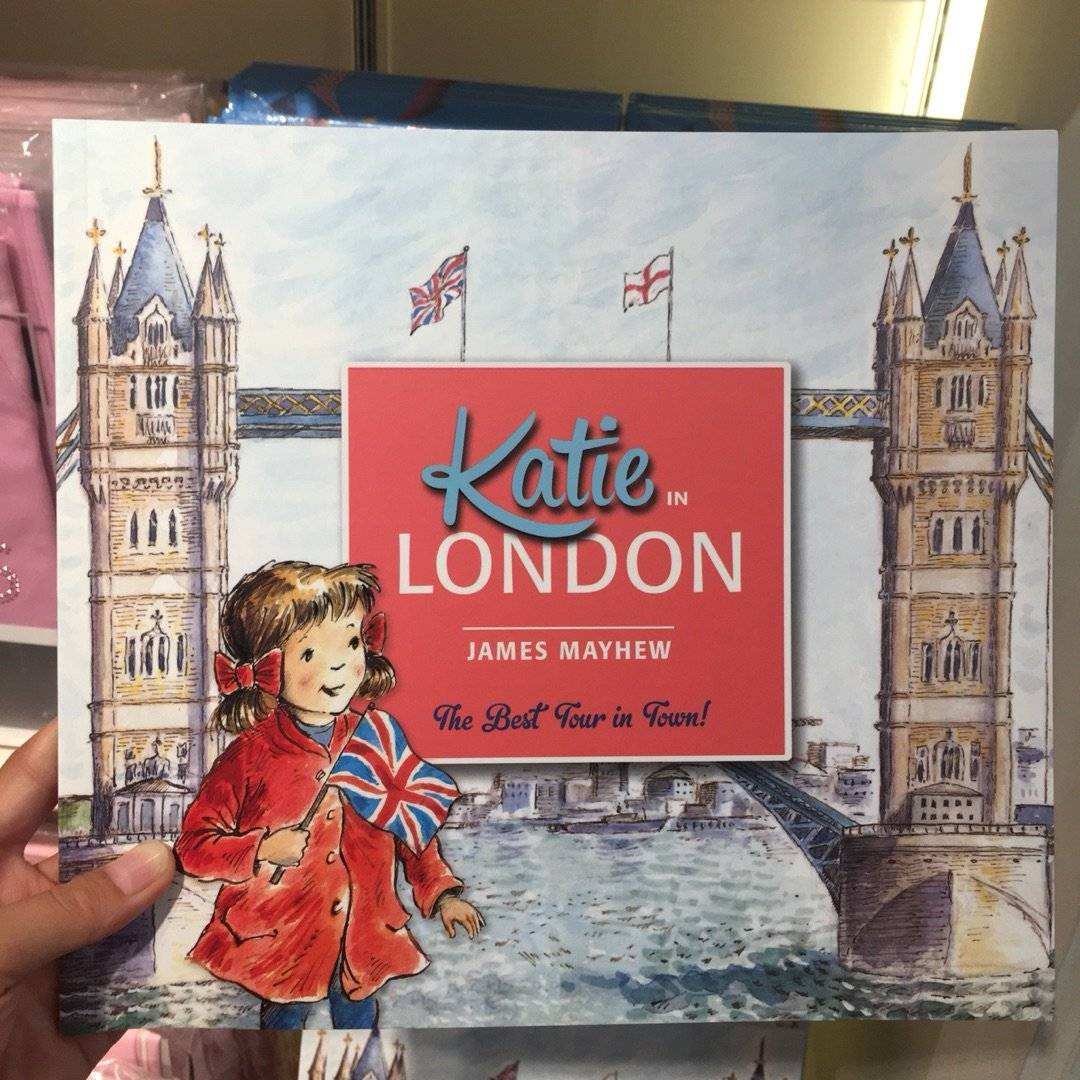 Katie IN
LONDON
JAMES MAYHEW
The Best Tour in Town!